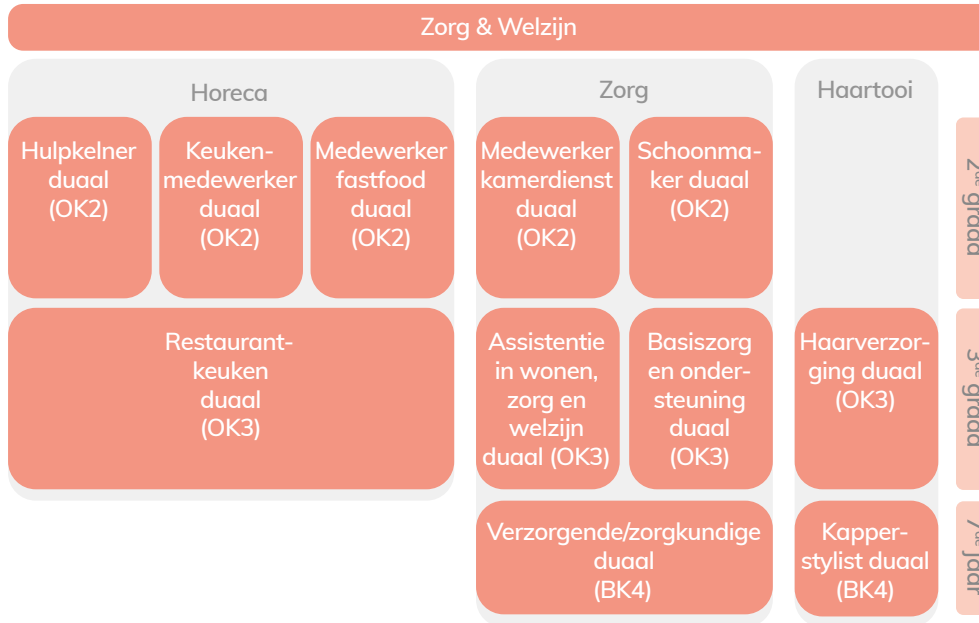 Zorg & Welzijn
Horeca
Zorg
Haartooi
Hulpkelner
duaal
(OK2)
Keuken-
medewerker
duaal
(OK2)
Medewerker
fastfood
duaal
(OK2)
Medewerker
kamerdienst
duaal
(OK2)
Schoonma-
ker duaal
(OK2)
2de graad
Restaurant-
keuken
duaal
(OK3)
Assistentie
in wonen,
zorg en
welzijn
duaal (OK3)
Basiszorg
en onder-
steuning
duaal
(OK3)
Haarverzor-
ging duaal
(OK3)
3de graad
Verzorgende/zorgkundige
duaal
(BK4)
Kapper-
stylist duaal
(BK4)
7de jaar